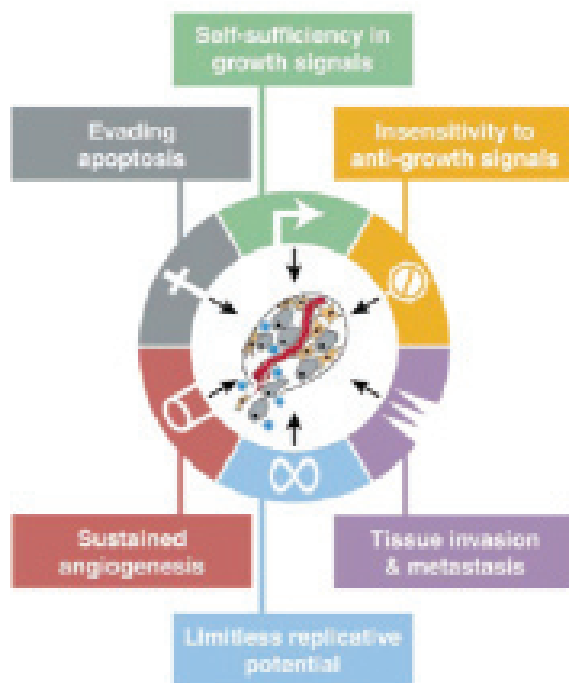 Self-sufficiency in
growth signals
Evading
apoptosis
Insensitivity to
anti-growth signals
Sustained
angiogenesis
Tissue invasion
& metastasis
Limitless replicative
potential